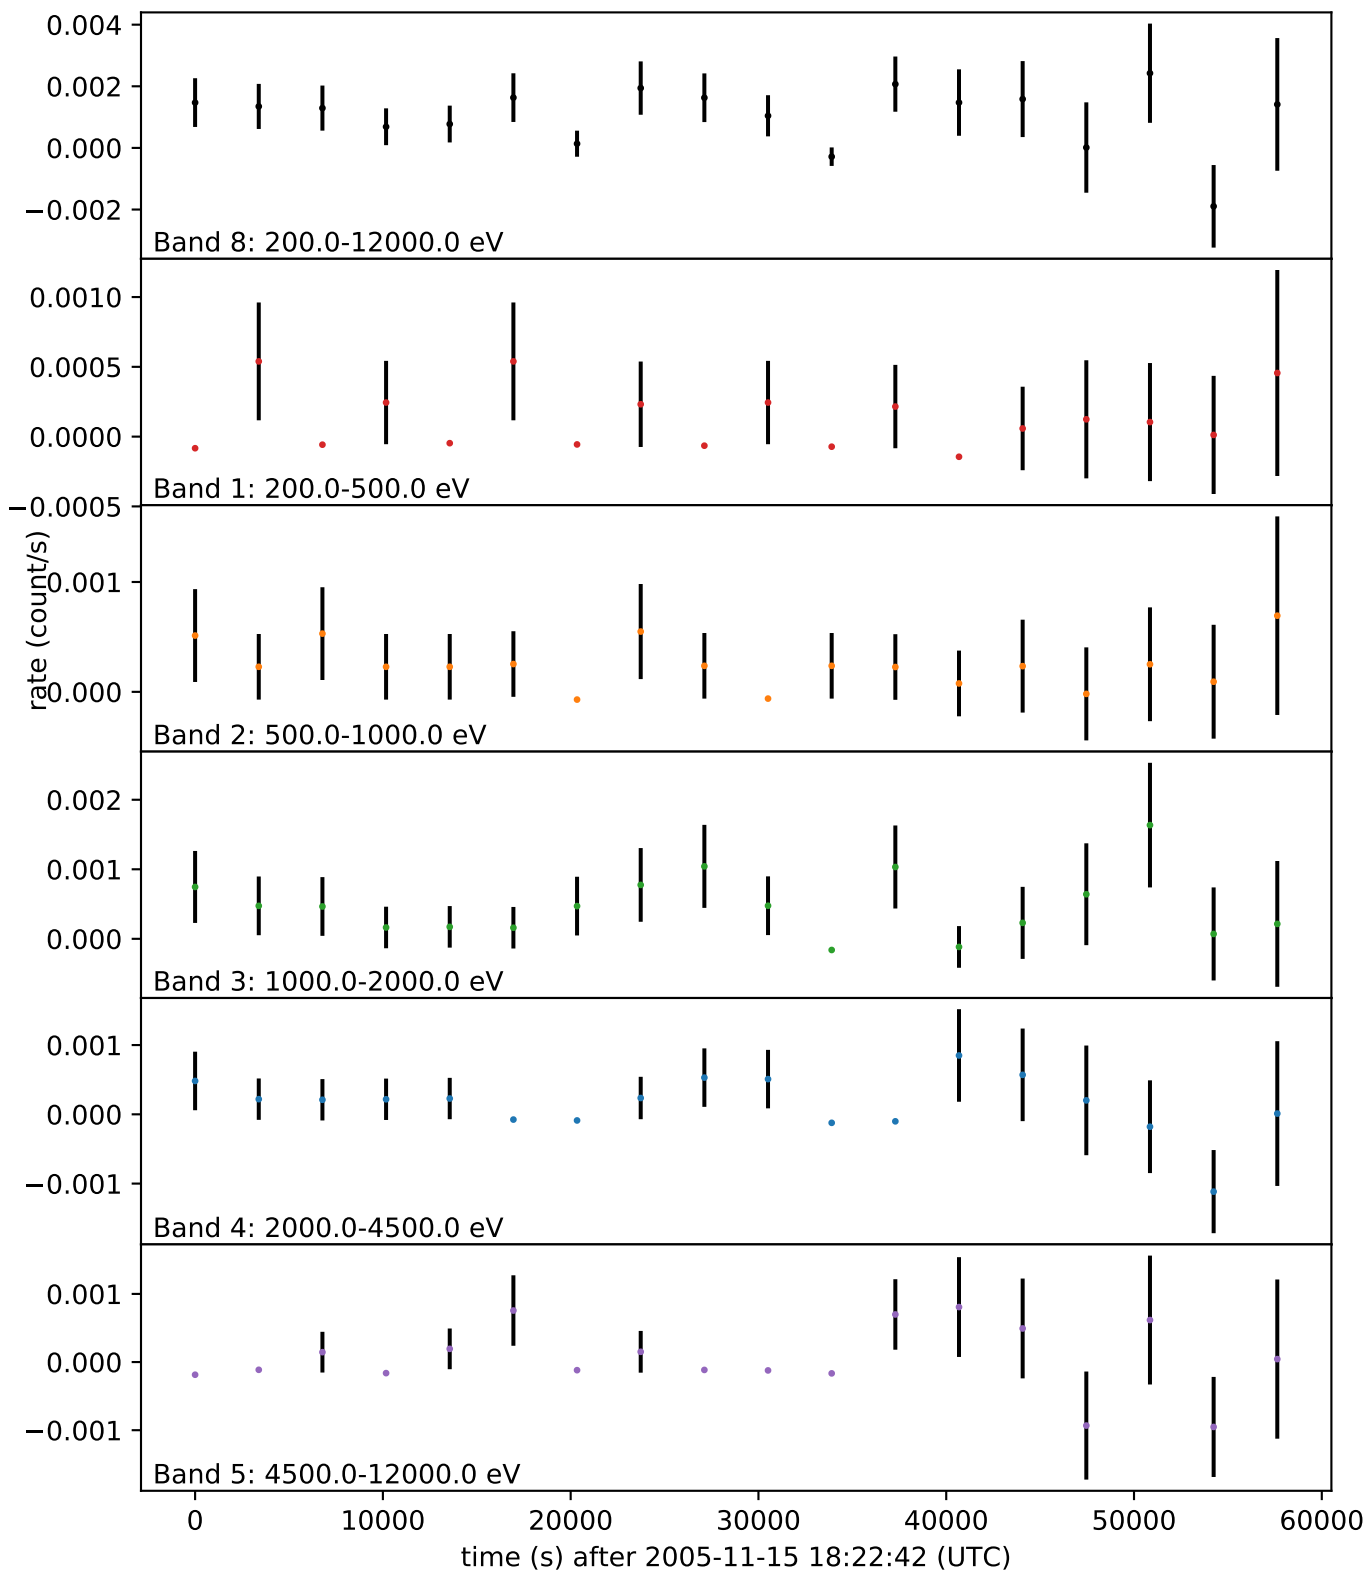 0.004
0.002
0.000
−0.002
Band 8: 200.0-12000.0 eV
0.0010
0.0005
0.0000
−0.0005
Band 1: 200.0-500.0 eV
rate (count/s)
0.001
0.000
Band 2: 500.0-1000.0 eV
0.002
0.001
0.000
Band 3: 1000.0-2000.0 eV
0.001
0.000
−0.001
Band 4: 2000.0-4500.0 eV
0.001
0.000
−0.001
Band 5: 4500.0-12000.0 eV
0 10000 20000 30000 40000 50000 60000
time (s) after 2005-11-15 18:22:42 (UTC)